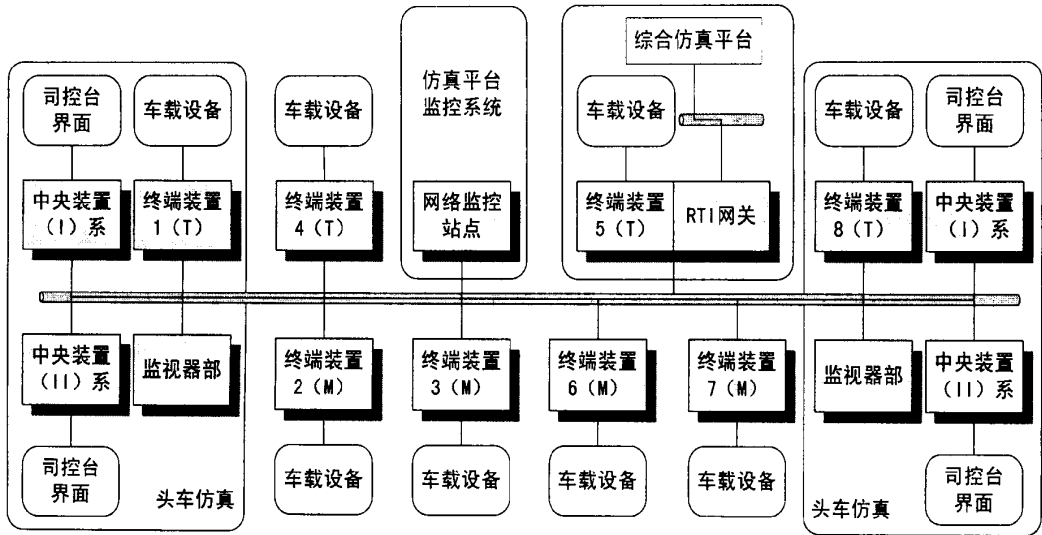 综合仿真平台
司控台
界面
车载设备
车载设备
仿真平台
监控系统
车载设备
车载设备
司控台
界面
中央装置
(I)系
终端装置
1(T)
终端装置
4(T)
网络监控
站点
终端装置
5(T)
RTI网关
终端装置
8(T)
中央装置
(I)系
中央装置
(II)系
监视器部
终端装置
2(M)
终端装置
3(M)
终端装置
6(M)
终端装置
7(M)
监视器部
中央装置
(II)系
司控台
界面
头车仿真
车载设备
车载设备
车载设备
车载设备
头车仿真
司控台
界面